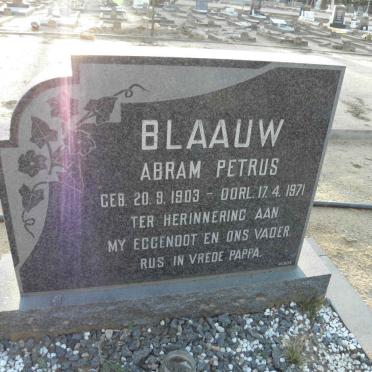 BLAAUW
ABRAM PETRUS
GEB. 20. 9. 1903 - OORL. 17. 4. 1971
TER HERINNERING AAN
MY EGGENOOT EN ONS VADER.
RUS IN VREDE PAPPA.